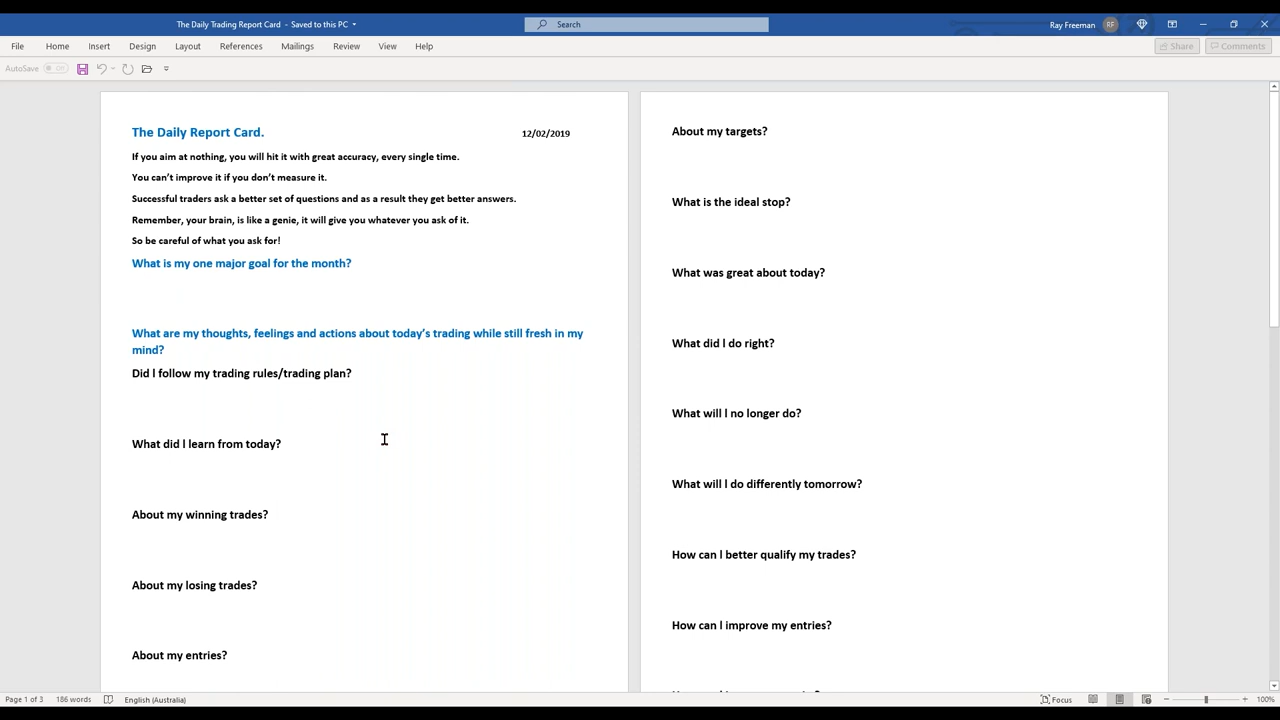 The Daily Trading Report Card - Saved to this PC
Search
Ray Freeman
RF
File
Home
Insert
Design
Layout
References
Mailings
Review
View
Help
Share
Comments
AutoSave
Off
The Daily Report Card.
12/02/2019
If you aim at nothing, you will hit it with great accuracy, every single time.
You can't improve it if you don't measure it.
Successful traders ask a better set of questions and as a result they get better answers.
Remember, your brain, is like a genie, it will give you whatever you ask of it.
So be careful of what you ask for!
What is my one major goal for the month?
What are my thoughts, feelings and actions about today's trading while still fresh in my
mind?
Did I follow my trading rules/trading plan?
What did I learn from today?
About my winning trades?
About my losing trades?
About my entries?
About my targets?
What is the ideal stop?
What was great about today?
What did I do right?
What will I no longer do?
What will I do differently tomorrow?
How can I better qualify my trades?
How can I improve my entries?
Page 1 of 3
186 words
English (Australia)
Focus
100%